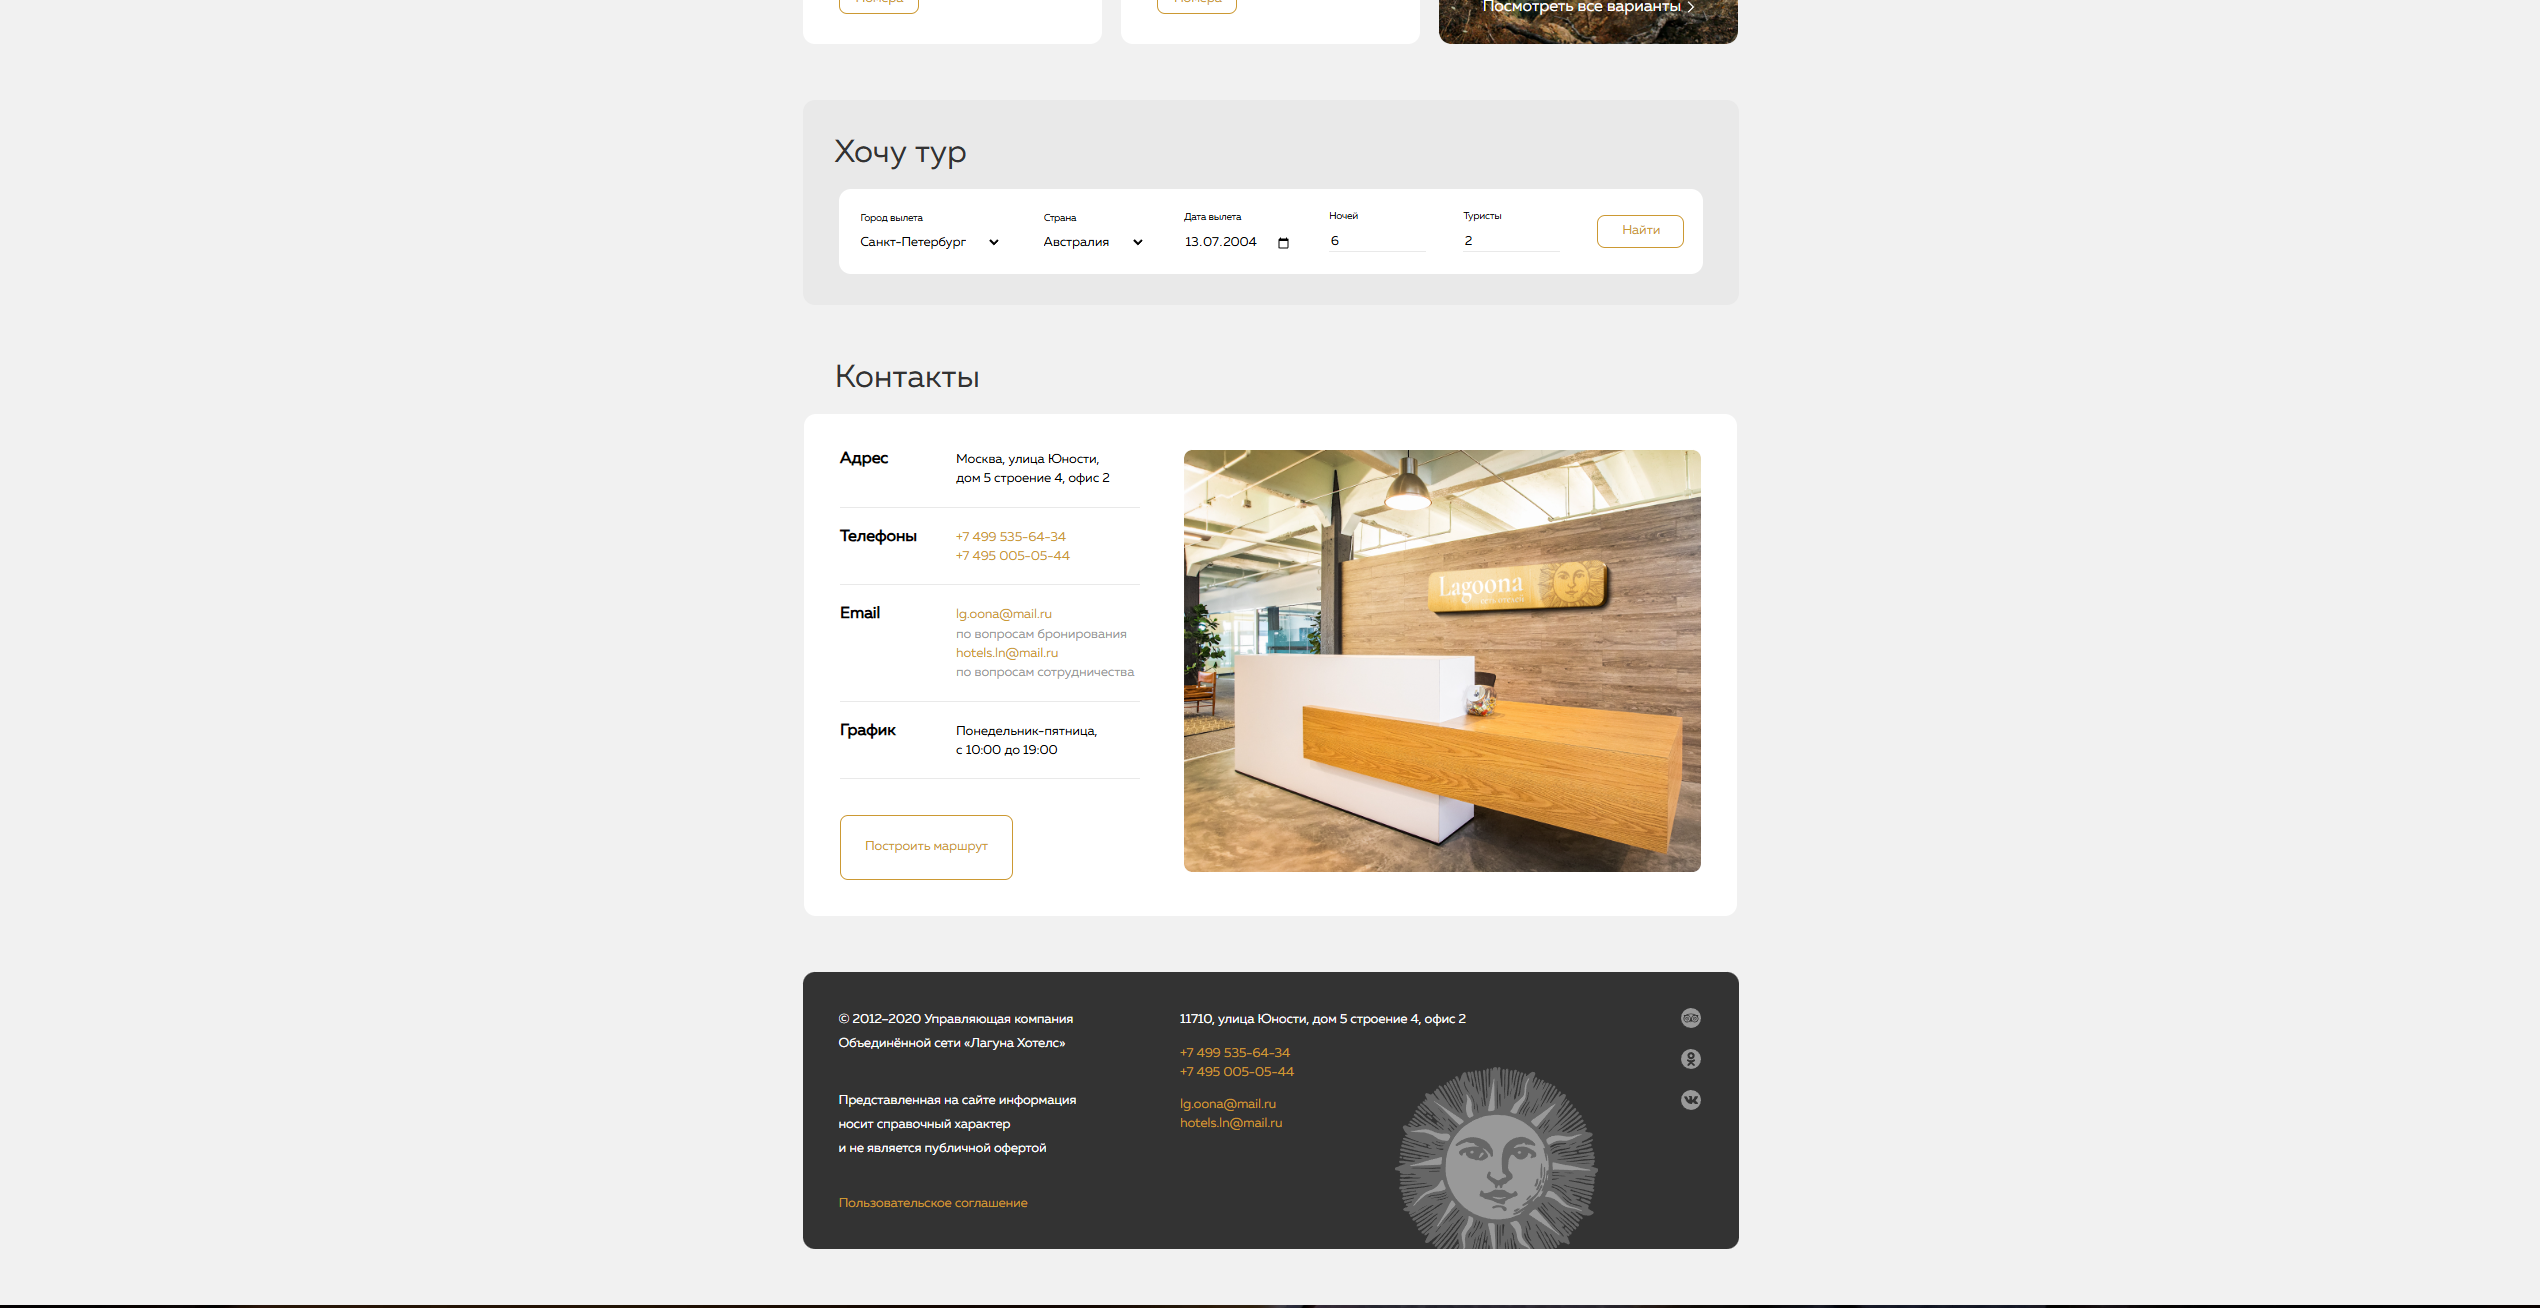 Номера
Номера
Посмотреть все варианты
Хочу тур
Город вылета
Страна
Дата вылета
Ночей
Туристы
Санкт-Петербург
Австралия
13.07.2004
6
2
Найти
Контакты
Адрес
Москва, улица Юности,
дом 5 строение 4, офис 2
Телефоны
+7 499 535-64-34
+7 495 005-05-44
Email
lg.oona@mail.ru
по вопросам бронирования
hotels.ln@mail.ru
по вопросам сотрудничества
График
Понедельник-пятница,
с 10:00 до 19:00
Построить маршрут
Lagoona
сеть отелей
© 2012-2020 Управляющая компания
Объединённой сети «Лагуна Хотелс»
Представленная на сайте информация
носит справочный характер
и не является публичной офертой
Пользовательское соглашение
11710, улица Юности, дом 5 строение 4, офис 2
+7 499 535-64-34
+7 495 005-05-44
lg.oona@mail.ru
hotels.ln@mail.ru